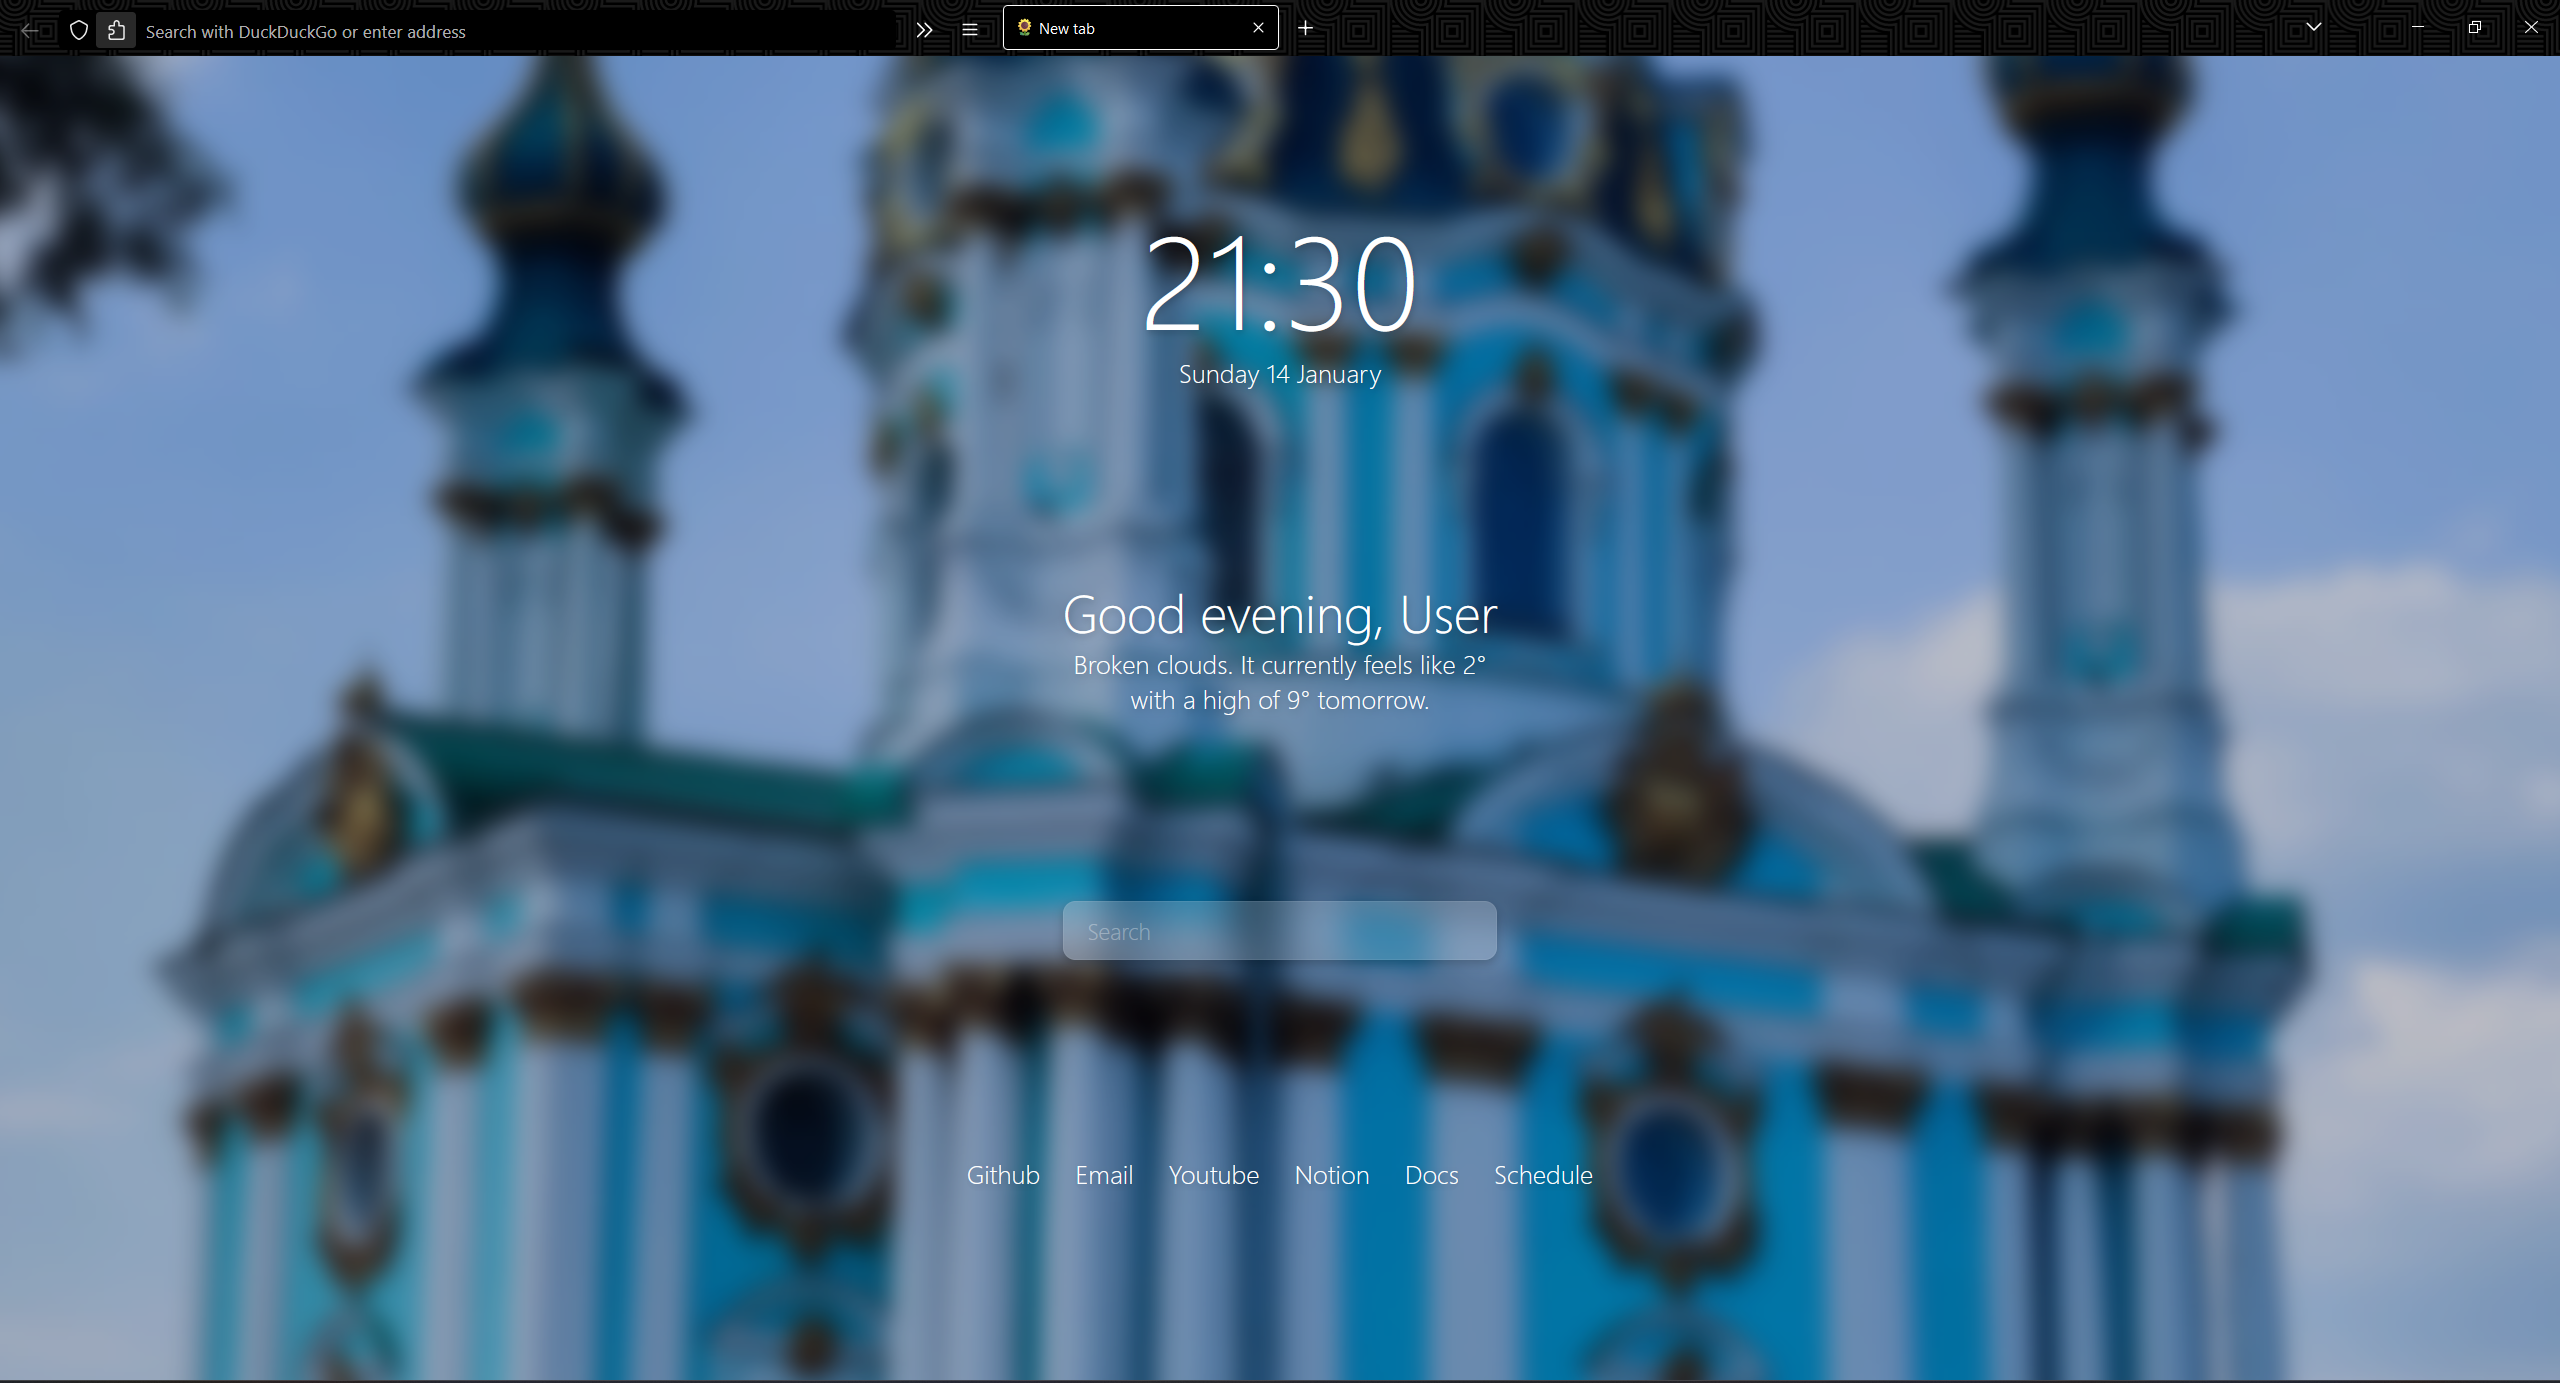 Search with DuckDuckGo or enter address
New tab
21:30
Sunday 14 January
Good evening, User
Broken clouds. It currently feels like 2°
with a high of 9° tomorrow.
Search
Github Email Youtube Notion Docs Schedule